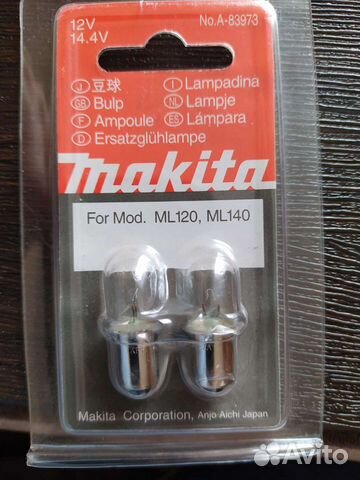 12V
14.4V
No.A-83973
J 豆球
I Lampadina
GB Bulp
NL Lampje
F Ampoule
ES Lámpara
D Ersatzglühlampe
makita
For Mod. ML120, ML140
Makita Corporation, Anjo Aichi Japan
Avito